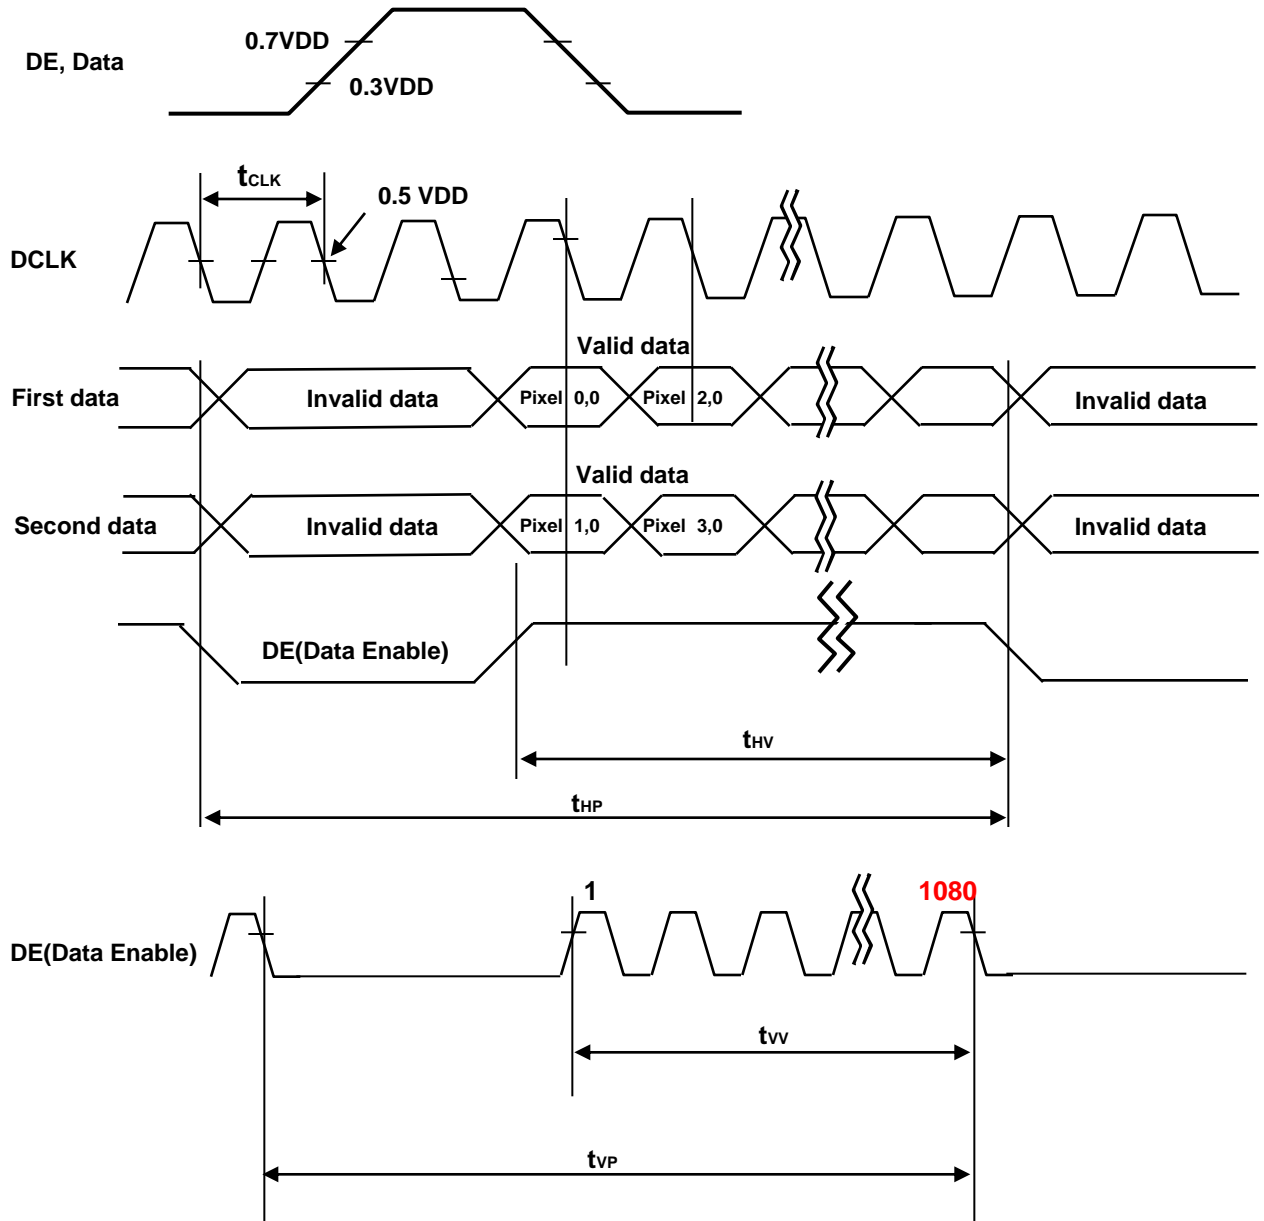 0.7VDD
DE, Data
0.3VDD
tCLK
0.5 VDD
DCLK
Valid data
First data
Invalid data
Pixel 0,0
Pixel 2,0
Invalid data
Valid data
Second data
Invalid data
Pixel 1,0
Pixel 3,0
Invalid data
DE(Data Enable)
tHV
tHP
1
1080
DE(Data Enable)
tVV
tVP